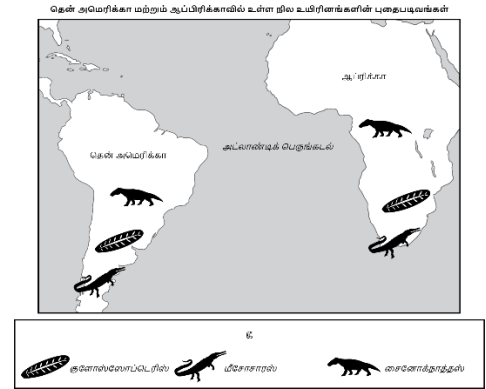 தென் அமெரிக்கா மற்றும் ஆப்பிரிக்காவில் உள்ள நில உயிரினங்களின் புதைபடிவங்கள்
ஆப்ரிக்கா
அட்லாண்டிக் பெருங்கடல்
தென் அமெரிக்கா
குளோஸ்ஸோப்டெரிஸ் மீசோசாரஸ் சைனோக்நாத்தஸ்